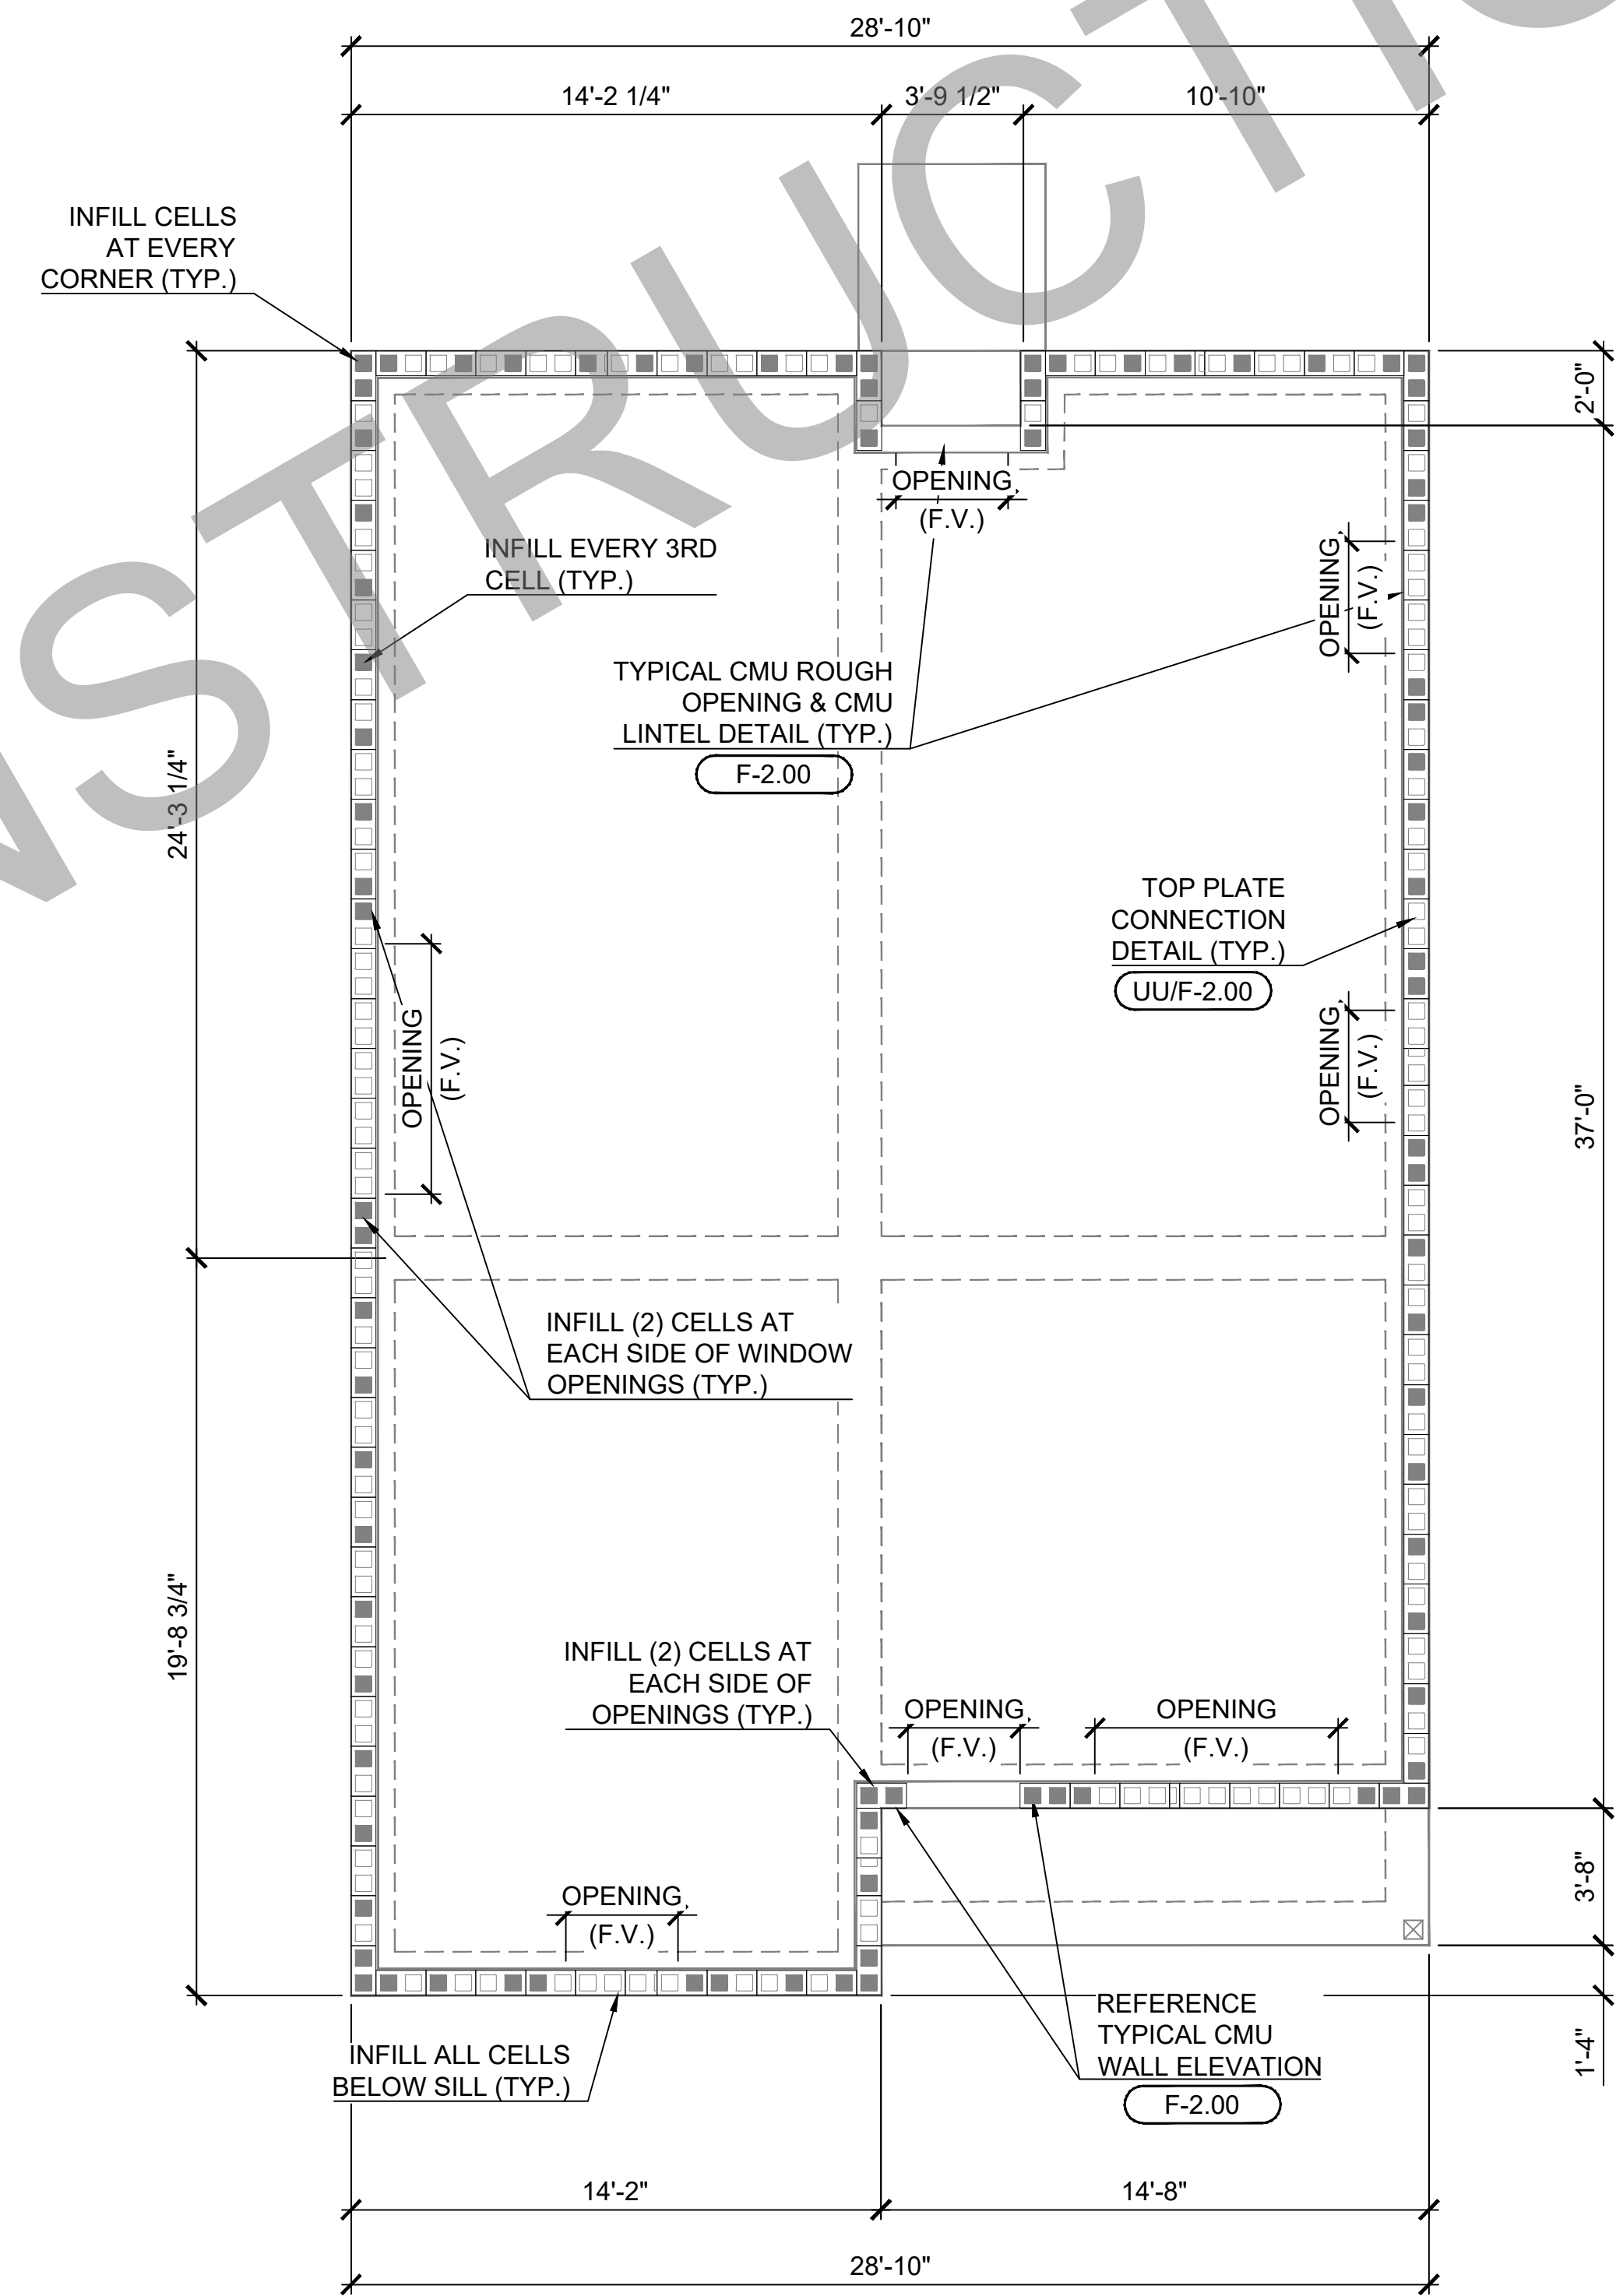 28'-10"
14'-2 1/4"
3'-9 1/2"
10'-10"
INFILL CELLS
AT EVERY
CORNER (TYP.)
2'-0"
OPENING
(F.V.)
INFILL EVERY 3RD
CELL (TYP.)
OPENING
(F.V.)
TYPICAL CMU ROUGH
OPENING & CMU
LINTEL DETAIL (TYP.)
F-2.00
24'-3 1/4"
TOP PLATE
CONNECTION
DETAIL (TYP.)
UU/F-2.00
OPENING
(F.V.)
OPENING
(F.V.)
37'-0"
INFILL (2) CELLS AT
EACH SIDE OF WINDOW
OPENINGS (TYP.)
19'-8 3/4"
INFILL (2) CELLS AT
EACH SIDE OF
OPENINGS (TYP.)
OPENING
(F.V.)
OPENING
(F.V.)
3'-8"
OPENING
(F.V.)
INFILL ALL CELLS
BELOW SILL (TYP.)
REFERENCE
TYPICAL CMU
WALL ELEVATION
F-2.00
1'-4"
14'-2"
14'-8"
28'-10"
NSTRUCTIO